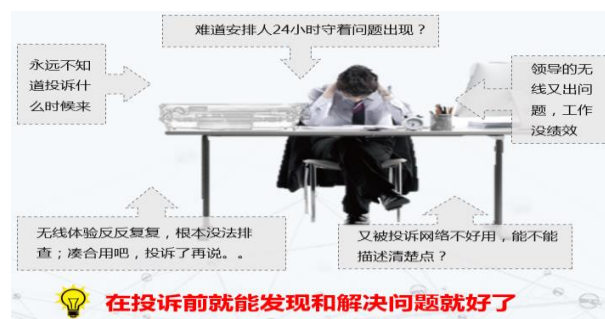 难道安排人24小时守着问题出现？
永远不知
道投诉什
么时候来
领导的无
线又出问
题，工作
没绩效
无线体验反反复复，根本没法排
查；凑合用吧，投诉了再说。。
又被投诉网络不好用，能不能
描述清楚点？
在投诉前就能发现和解决问题就好了